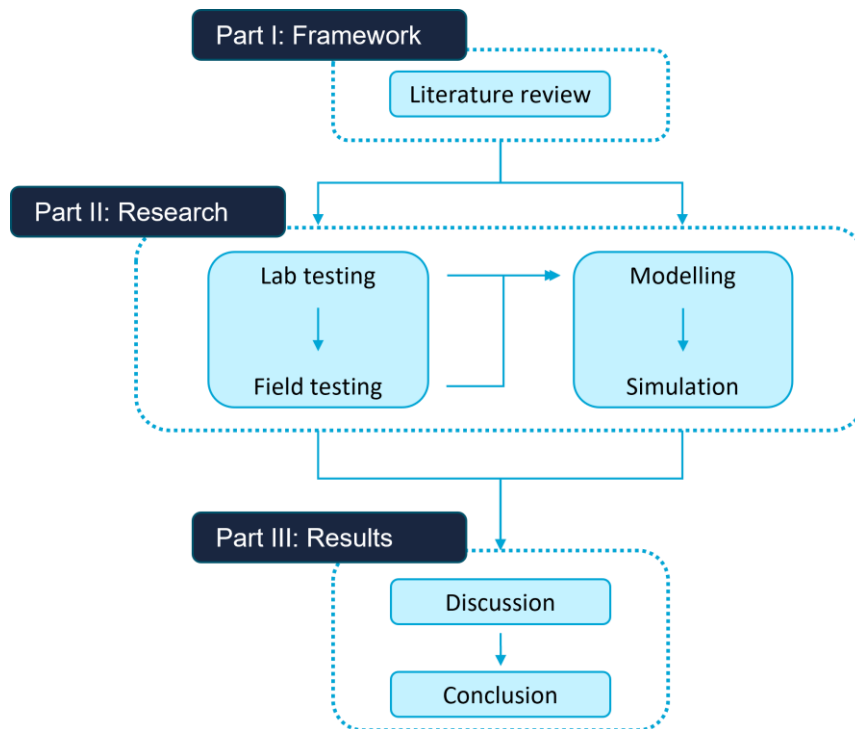 Part I: Framework
Literature review
Part II: Research
Lab testing
Modelling
Field testing
Simulation
Part III: Results
Discussion
Conclusion